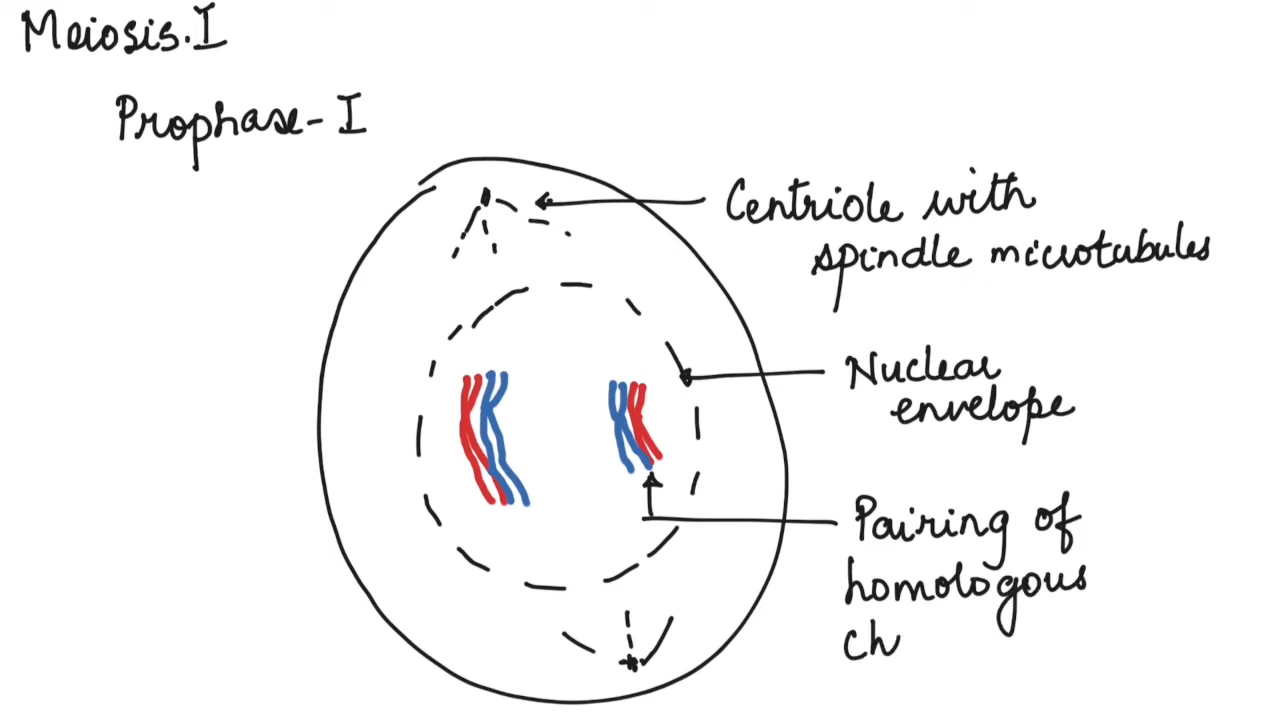 Meiosis.I
Prophase-I
Centriole with
spindle microtubules
Nuclear
envelope
Pairing of
homologous
ch